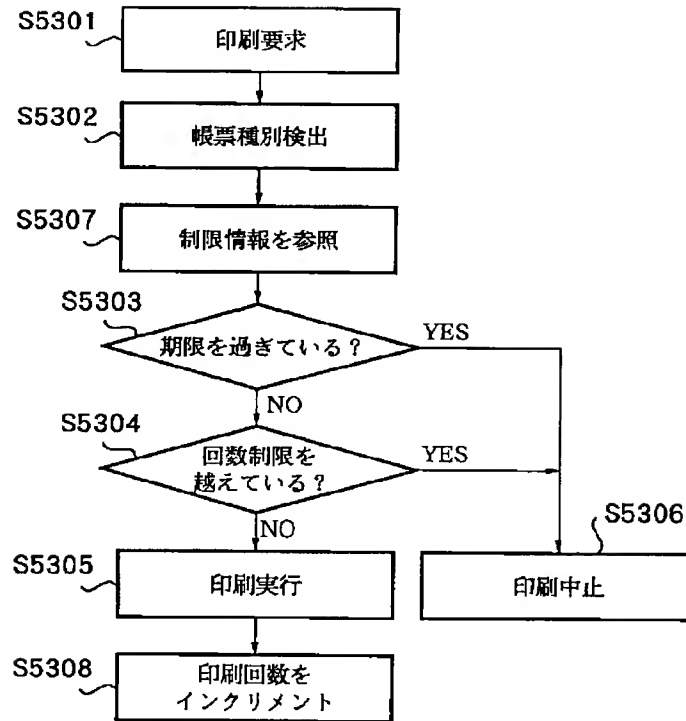 S5301
印刷要求
S5302
帳票種別検出
S5307
制限情報を参照
S5303
期限を過ぎている？
YES
NO
S5304
回数制限を
越えている？
YES
NO
S5305
印刷実行
S5306
印刷中止
S5308
印刷回数を
インクリメント